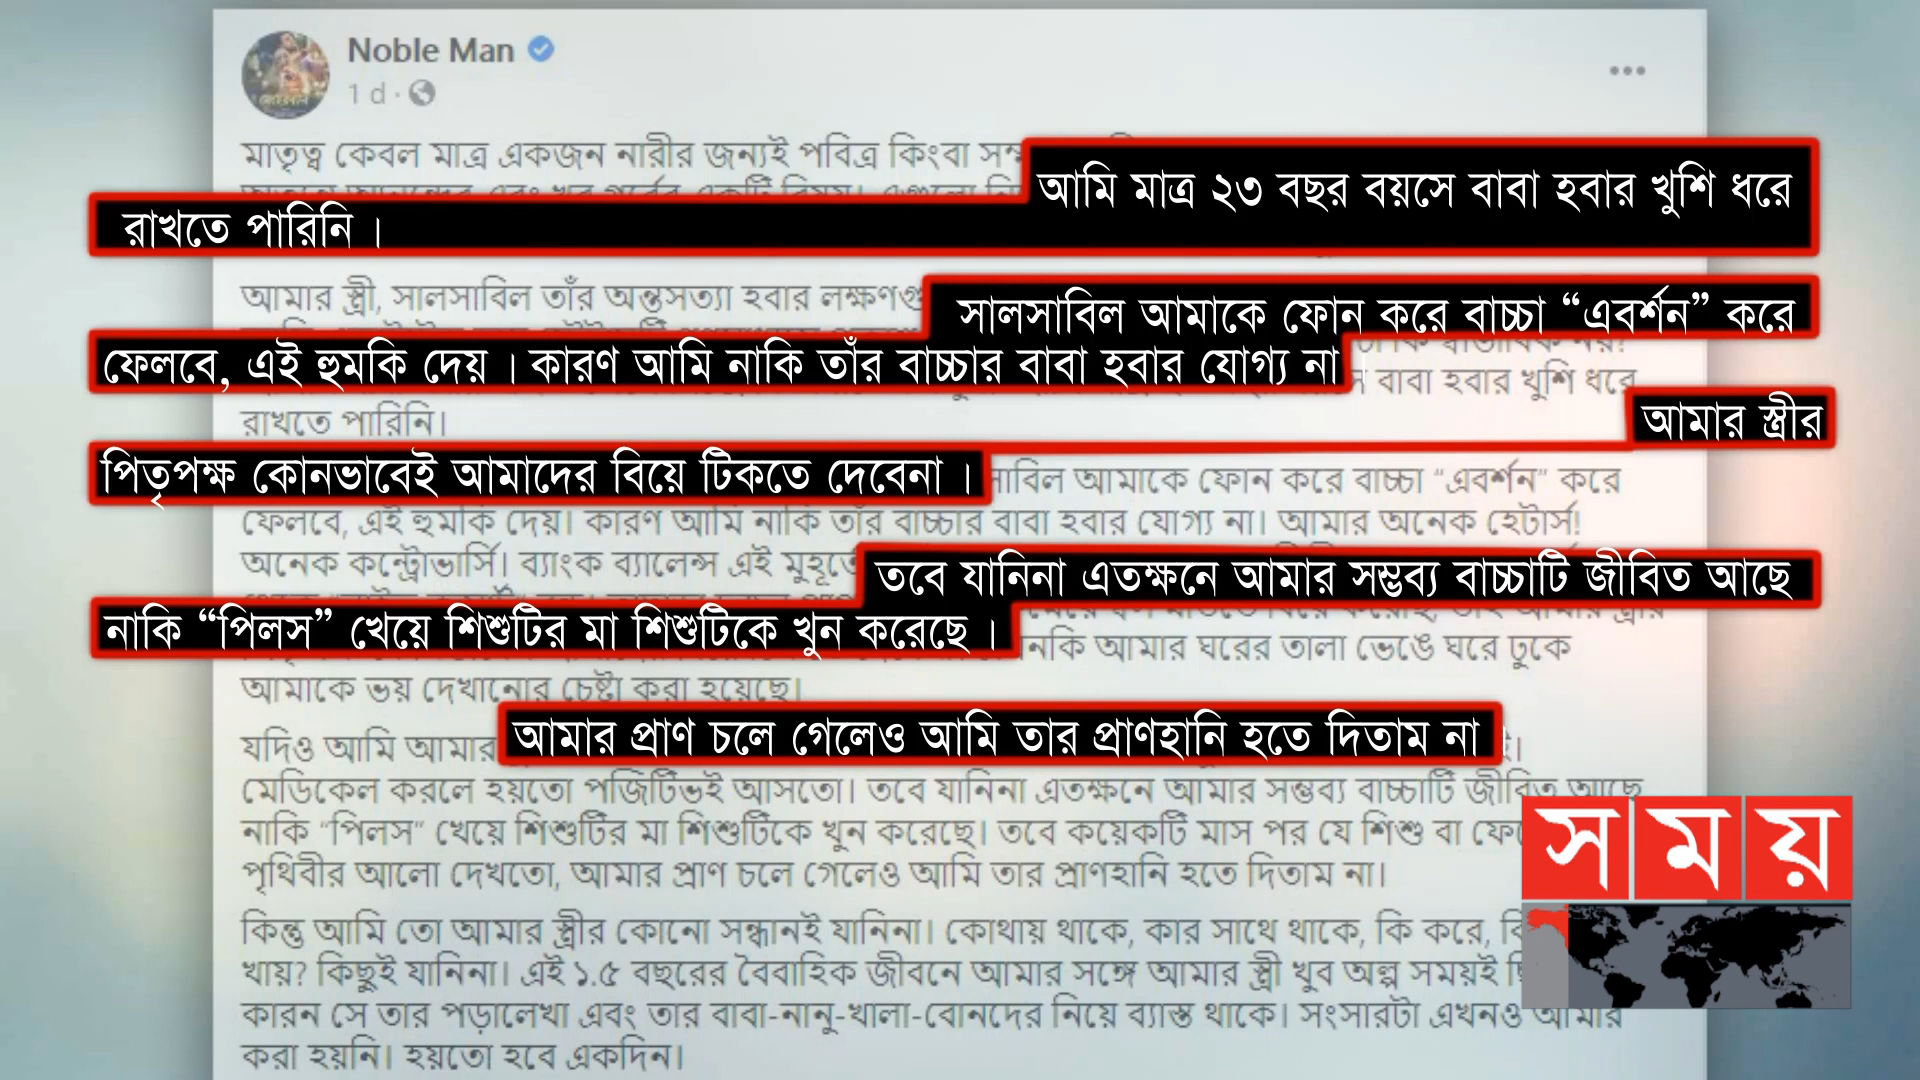 Noble Man
1 d
মাতৃত্ব কেবল মাত্র একজন নারীর জন্যই পবিত্র কিংবা
আমি মাত্র ২৩ বছর বয়সে বাবা হবার খুশি ধরে
রাখতে পারিনি ।
আমার স্ত্রী, সালসাবিল তাঁর অন্তসত্যা হবার
সালসাবিল আমাকে ফোন করে বাচ্চা “এবর্শন” করে
ফেলবে, এই হুমকি দেয় । কারণ আমি নাকি তাঁর বাচ্চার বাবা হবার যোগ্য না
বাবা হবার খুশি ধরে
রাখতে পারিনি।
আমার স্ত্রীর
পিতৃপক্ষ কোনভাবেই আমাদের বিয়ে টিকতে দেবেনা ।
আমাকে ফোন করে বাচ্চা “এবর্শন” করে
ফেলবে, এই হুমকি দেয়। কারণ আমি নাকি তাঁর বাচ্চার বাবা হবার যোগ্য না। আমার অনেক হেটার্স!
অনেক কন্ট্রোভার্সি। ব্যাংক ব্যালেন্স এই
তবে যানিনা এতক্ষনে আমার সম্ভব্য বাচ্চাটি জীবিত আছে
নাকি “পিলস” খেয়ে শিশুটির মা শিশুটিকে খুন করেছে ।
আমার ঘরের তালা ভেঙে ঘরে ঢুকে
আমাকে ভয় দেখানোর চেষ্টা করা হয়েছে।
যদিও আমি আমার
আমার প্রাণ চলে গেলেও আমি তার প্রাণহানি হতে দিতাম না
মেডিকেল করলে হয়তো পজিটিভই আসতো। তবে যানিনা এতক্ষনে আমার সম্ভব্য বাচ্চাটি জীবিত আছে
নাকি “পিলস” খেয়ে শিশুটির মা শিশুটিকে খুন করেছে। তবে কয়েকটি মাস পর যে শিশু বা
পৃথিবীর আলো দেখতো, আমার প্রাণ চলে গেলেও আমি তার প্রাণহানি হতে দিতাম না।
কিন্তু আমি তো আমার স্ত্রীর কোনো সন্ধানই যানিনা। কোথায় থাকে, কার সাথে থাকে, কি করে,
খায়? কিছুই যানিনা। এই ১.৫ বছরের বৈবাহিক জীবনে আমার সঙ্গে আমার স্ত্রী খুব অল্প সময়ই
কারন সে তার পড়ালেখা এবং তার বাবা-নানু-খালা-বোনদের নিয়ে ব্যাস্ত থাকে। সংসারটা এখনও আমার
করা হয়নি। হয়তো হবে একদিন।
সময়